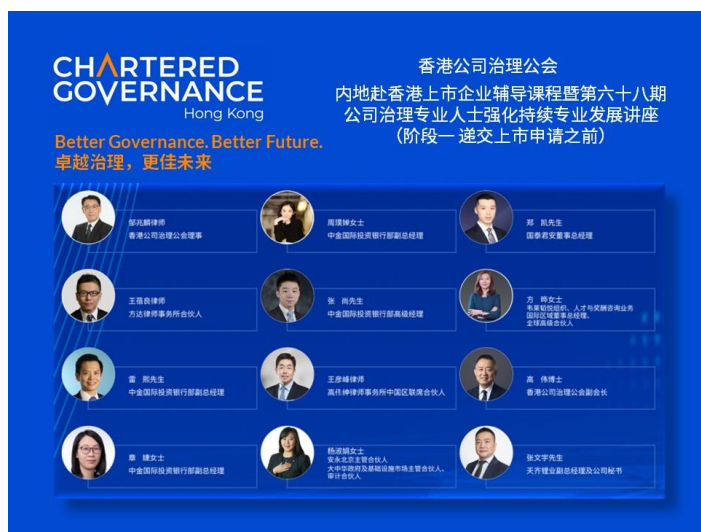 CHARTERED
GOVERNANCE
Hong Kong
Better Governance. Better Future.
卓越治理，更佳未来
香港公司治理公会
内地赴香港上市企业辅导课程暨第六十八期
公司治理专业人士强化持续专业发展讲座
（阶段一 递交上市申请之前）
邹兆麟律师
香港公司治理公会理事
周璞婵女士
中金国际投资银行部副总经理
郑 凯先生
国泰君安董事总经理
王蓓良律师
方达律师事务所合伙人
张 尚先生
中金国际投资银行部高级经理
方 晔女士
韦莱韬悦组织、人才与奖酬咨询业务
国际区域董事总经理、
全球高级合伙人
雷 熙先生
中金国际投资银行部副总经理
王彦峰律师
高伟绅律师事务所中国区联席合伙人
高 伟博士
香港公司治理公会副会长
章 婕女士
中金国际投资银行部副总经理
杨淑娟女士
安永北京主管合伙人
大中华政府及基础设施市场主管合伙人、
审计合伙人
张文宇先生
天齐锂业副总经理及公司秘书